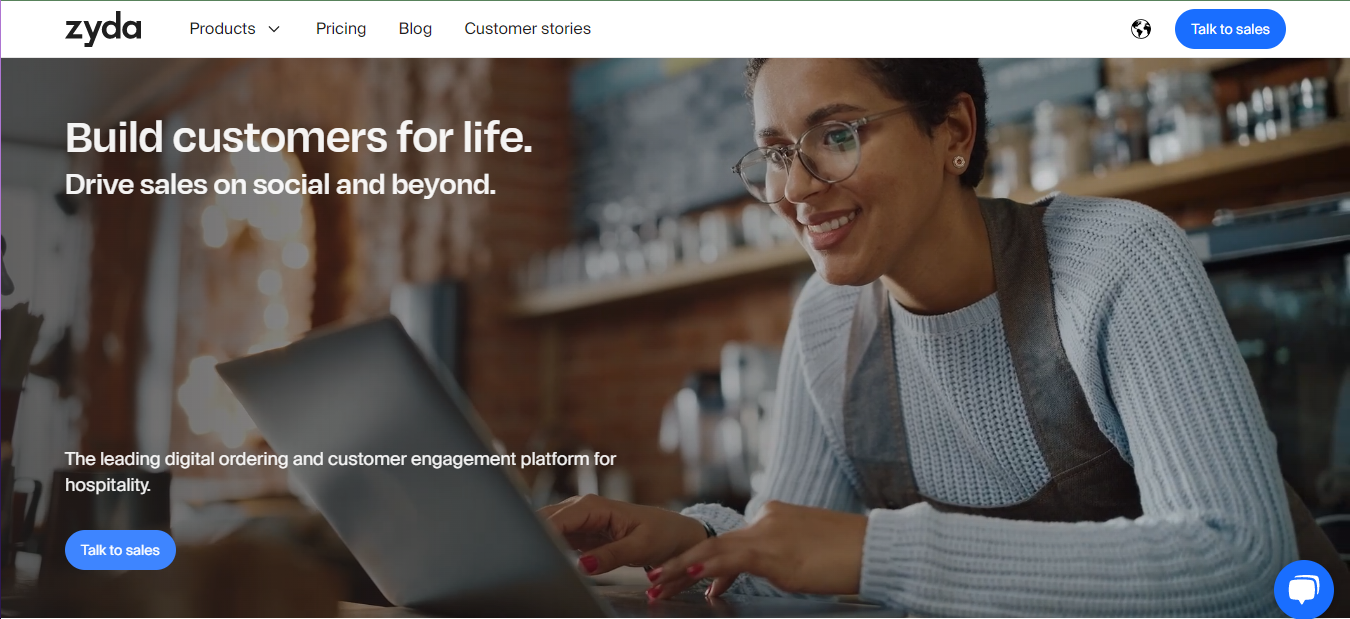 zyda
Products
Pricing
Blog
Customer stories
Talk to sales
Build customers for life.
Drive sales on social and beyond.
The leading digital ordering and customer engagement platform for
hospitality.
Talk to sales